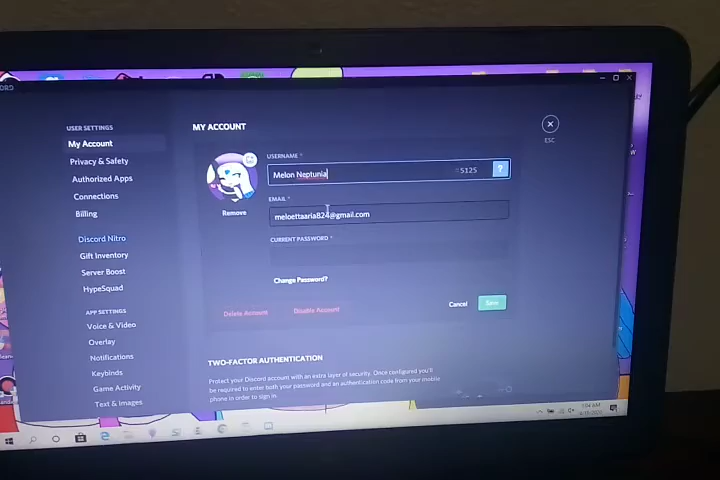 USER SETTINGS
My Account
Privacy & Safety
Authorized Apps
Connections
Billing
Discord Nitro
Gift Inventory
Server Boost
HypeSquad
APP SETTINGS
Voice & Video
Overlay
Notifications
Keybinds
Game Activity
Text & Images
MY ACCOUNT
USERNAME *
Melon Neptunia
5125
?
Remove
EMAIL *
meloettaaria824@gmail.com
CURRENT PASSWORD *
Change Password?
Delete Account
Disable Account
Cancel
Save
TWO-FACTOR AUTHENTICATION
Protect your Discord account with an extra layer of security. Once configured you'll
be required to enter both your password and an authentication code from your mobile
phone in order to sign in.
ESC
1:04 AM